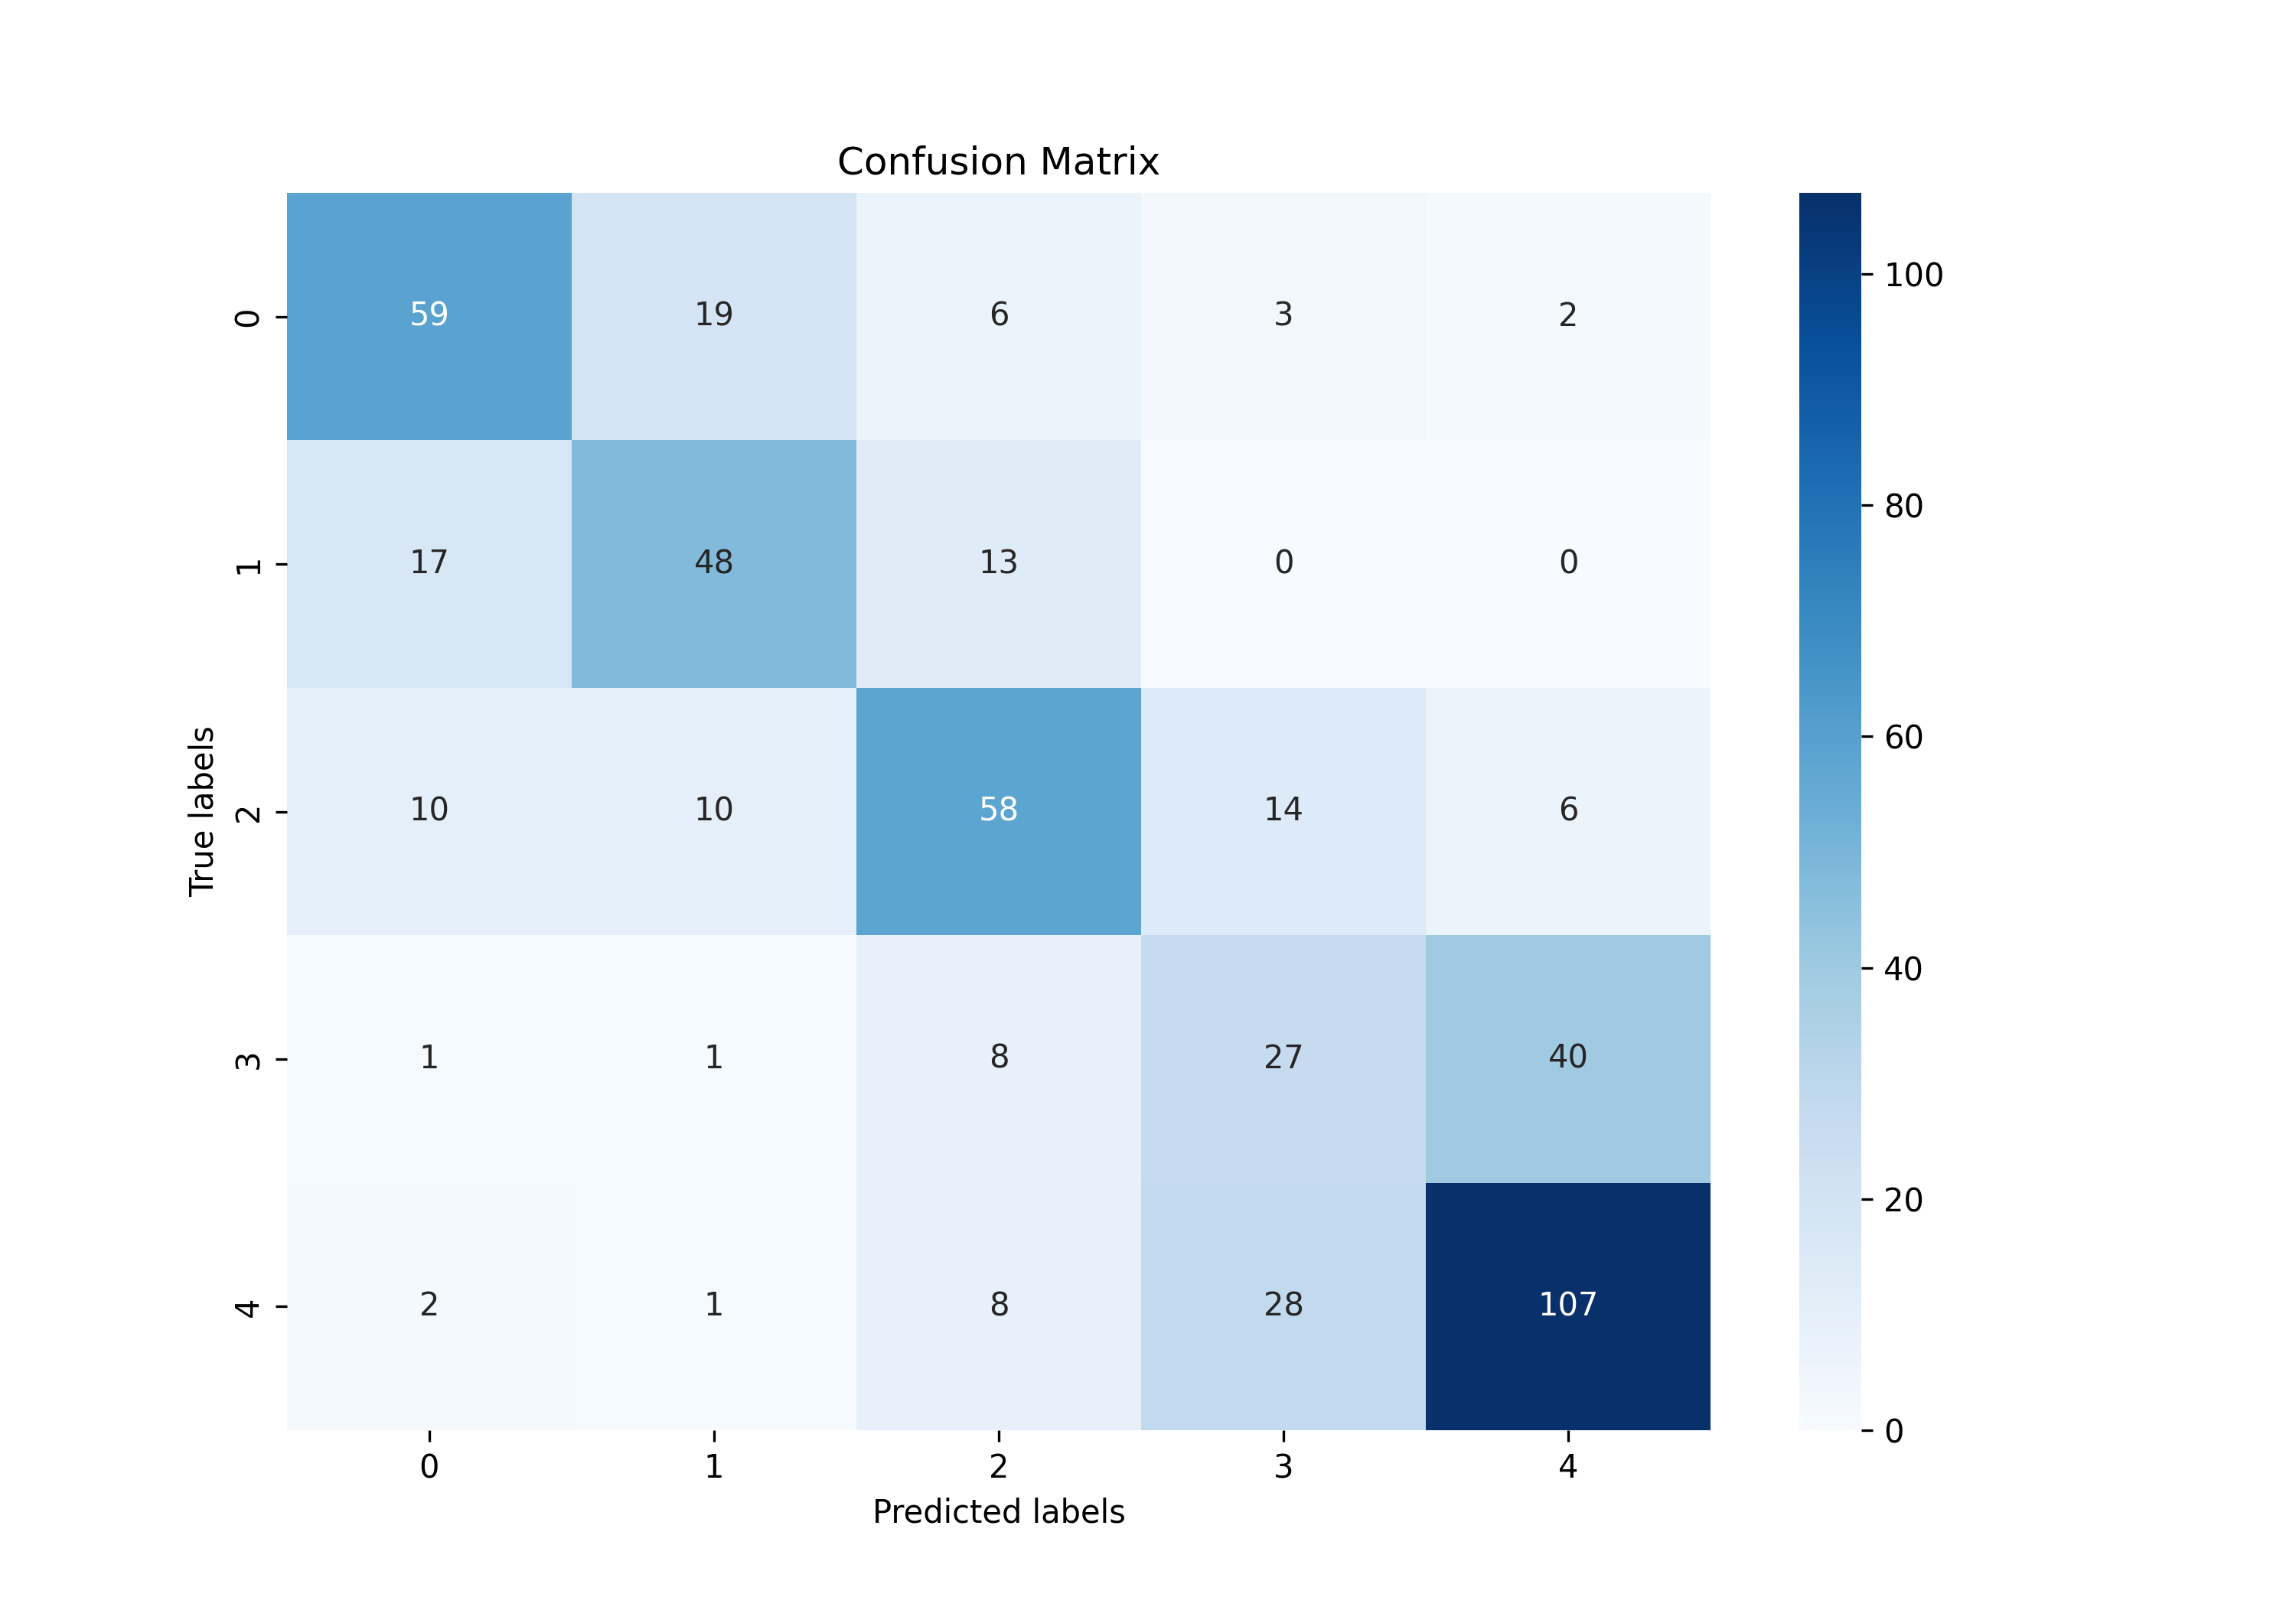 Confusion Matrix
0 59 19 6 3 2
1 17 48 13 0 0
2 10 10 58 14 6
3 1 1 8 27 40
4 2 1 8 28 107
0 1 2 3 4
Predicted labels
True labels
100
80
60
40
20
0